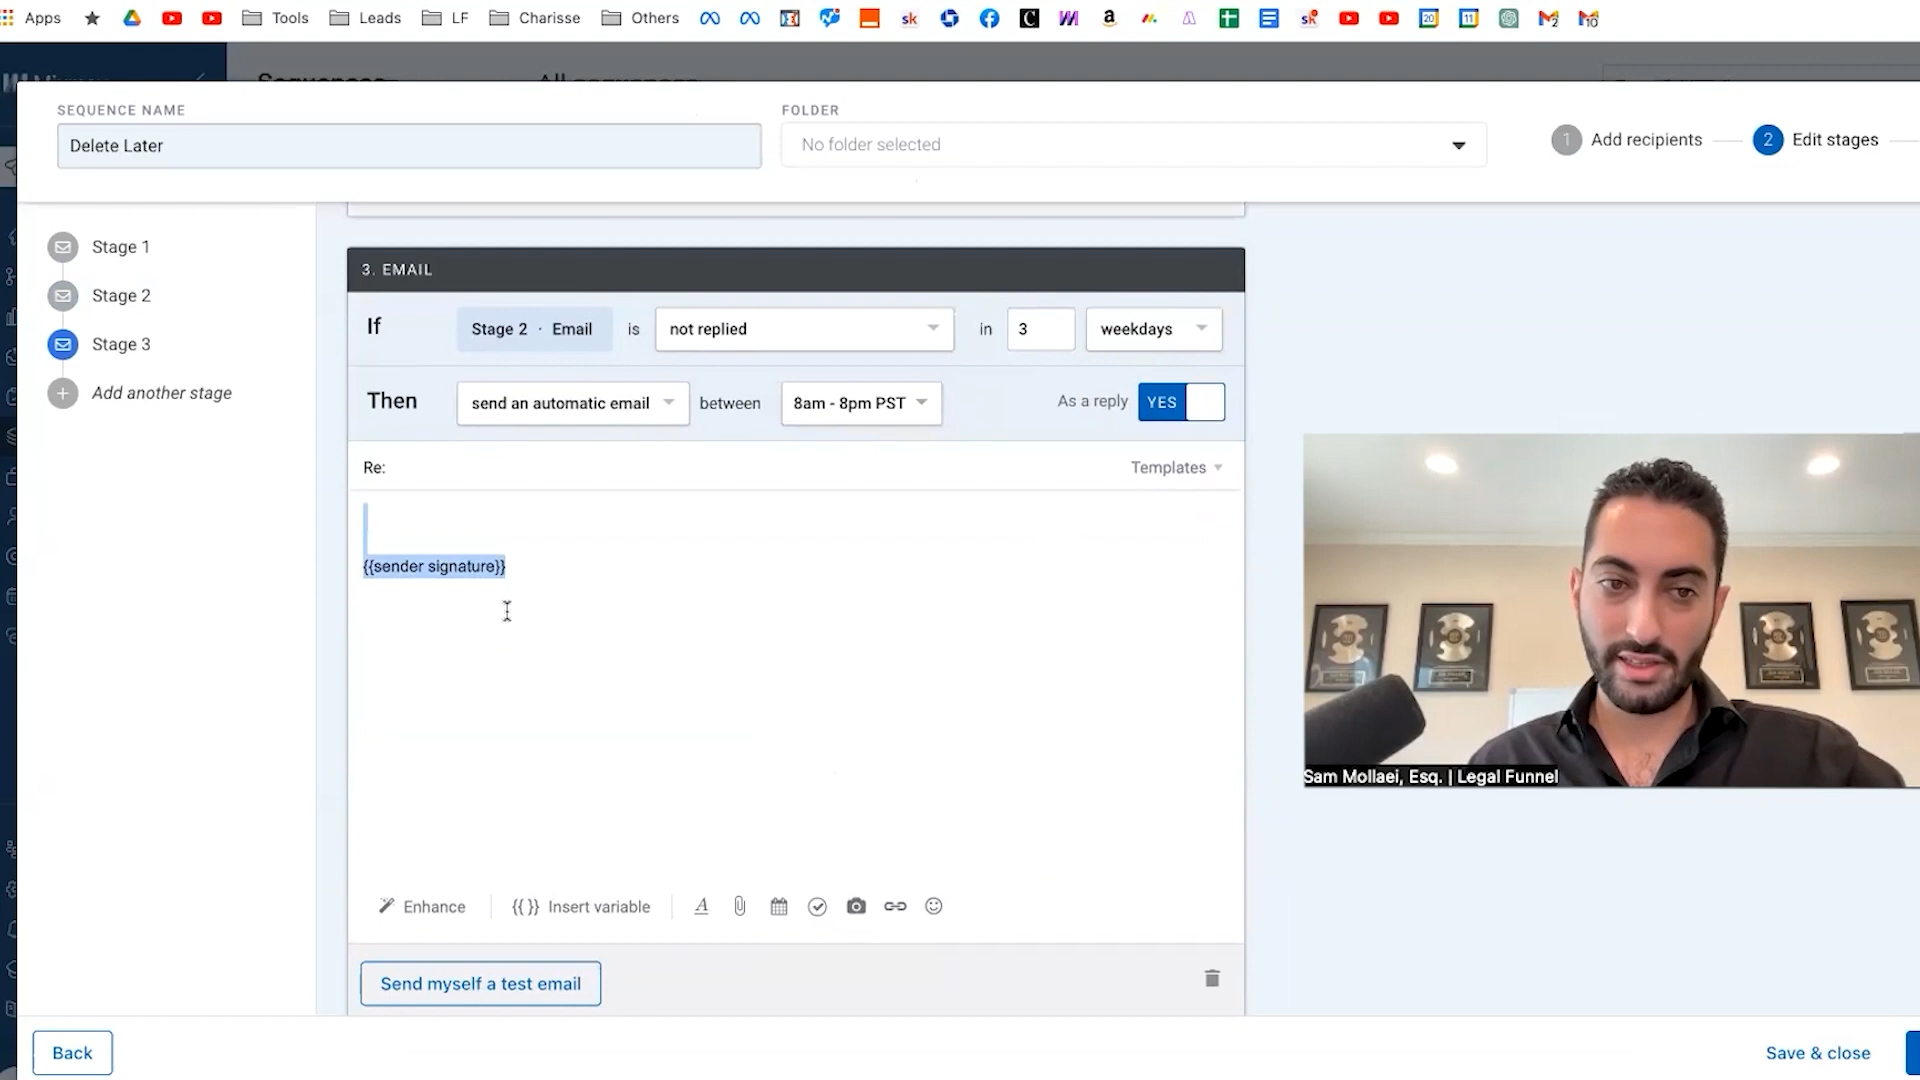 Apps Tools Leads LF Charisse Others
SEQUENCE NAME
FOLDER
Delete Later
No folder selected
1 Add recipients
2 Edit stages
Stage 1
Stage 2
Stage 3
Add another stage
3. EMAIL
If Stage 2 · Email is not replied in 3 weekdays
Then send an automatic email between 8am - 8pm PST As a reply YES
Re: Templates
{{sender signature}}
Sam Mollaei, Esq. | Legal Funnel
Enhance {{}} Insert variable
Send myself a test email
Back
Save & close